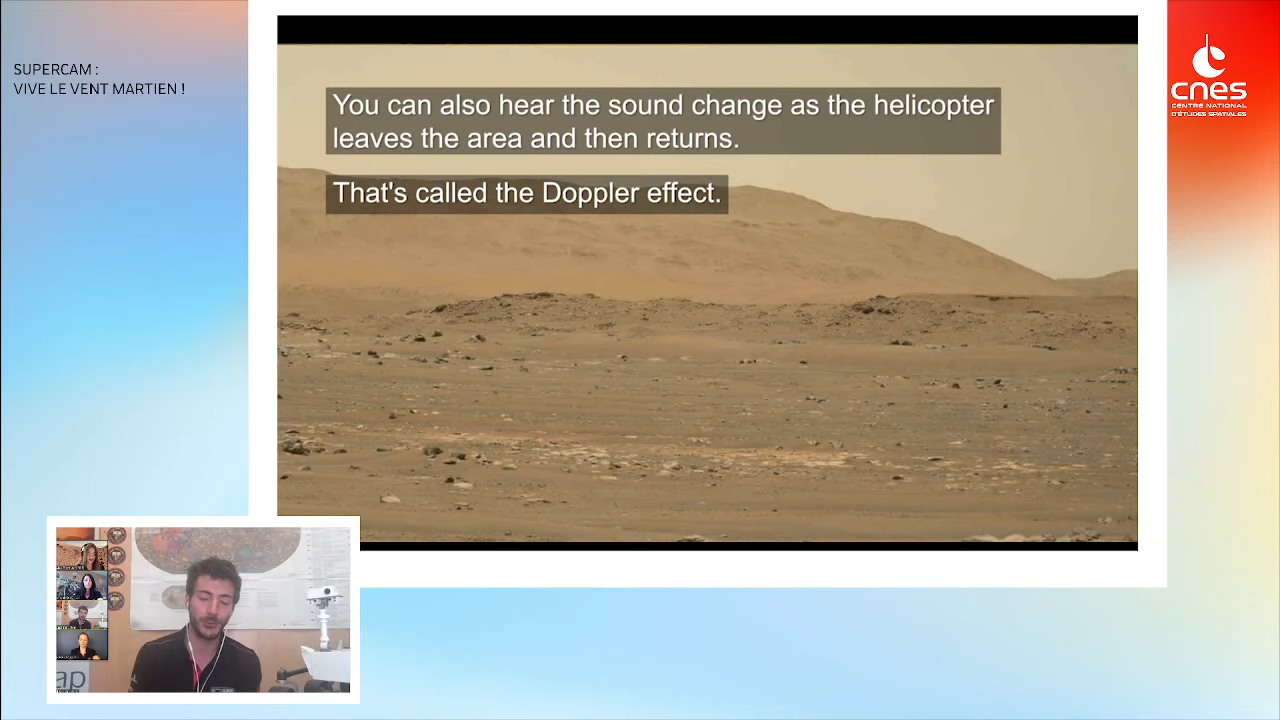 SUPERCAM :
VIVE LE VENT MARTIEN !
You can also hear the sound change as the helicopter
leaves the area and then returns.
That's called the Doppler effect.
cnes
CENTRE NATIONAL
D'ÉTUDES SPATIALES
ap